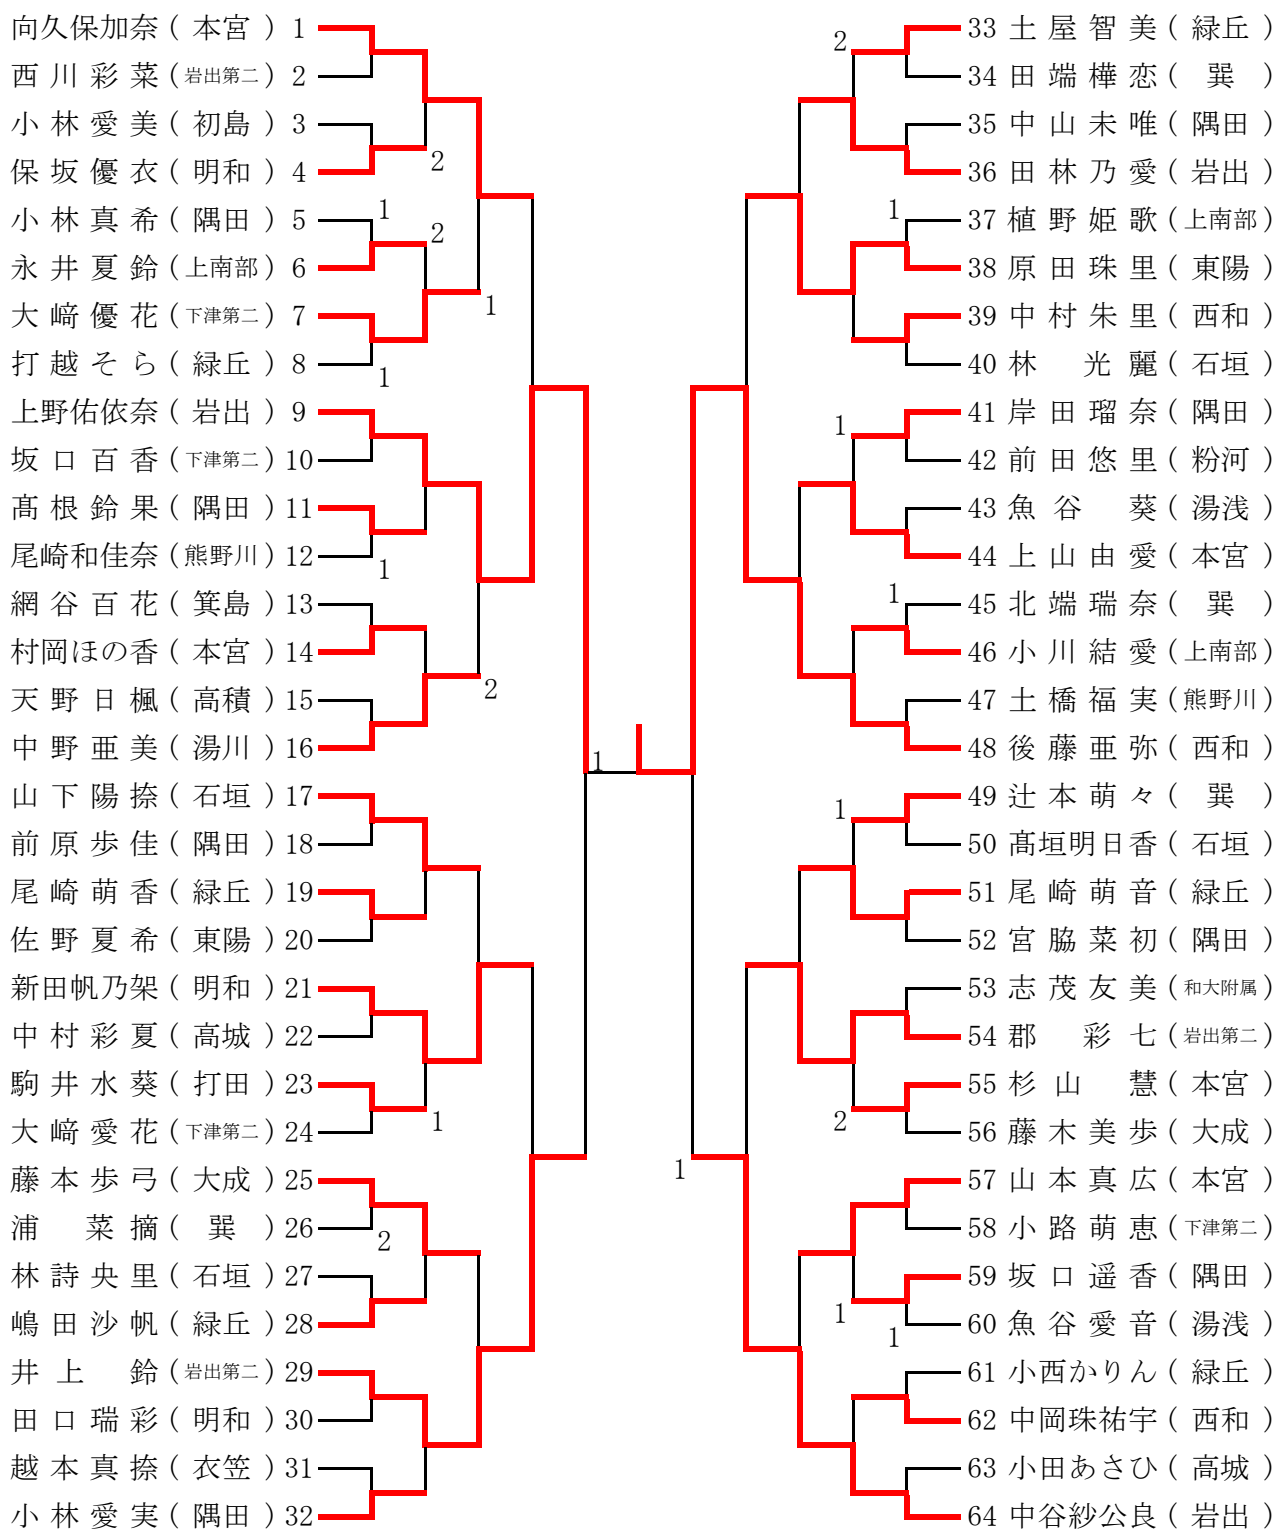 向久保加奈 ( 本宮 ) 1
西川彩菜 ( 岩出第二 ) 2
小林愛美 ( 初島 ) 3
保坂優衣 ( 明和 ) 4
2
小林真希 ( 隅田 ) 5
1
2
永井夏鈴 ( 上南部 ) 6
大﨑優花 ( 下津第二 ) 7
1
打越そら ( 緑丘 ) 8
1
上野佑依奈 ( 岩出 ) 9
坂口百香 ( 下津第二 ) 10
髙根鈴果 ( 隅田 ) 11
尾崎和佳奈 ( 熊野川 ) 12
1
網谷百花 ( 箕島 ) 13
村岡ほの香 ( 本宮 ) 14
天野日楓 ( 高積 ) 15
2
中野亜美 ( 湯川 ) 16
1
山下陽捺 ( 石垣 ) 17
前原歩佳 ( 隅田 ) 18
尾崎萌香 ( 緑丘 ) 19
佐野夏希 ( 東陽 ) 20
新田帆乃架 ( 明和 ) 21
中村彩夏 ( 高城 ) 22
駒井水葵 ( 打田 ) 23
大﨑愛花 ( 下津第二 ) 24
1
藤本歩弓 ( 大成 ) 25
浦菜摘 ( 巽 ) 26
2
林詩央里 ( 石垣 ) 27
嶋田沙帆 ( 緑丘 ) 28
井上鈴 ( 岩出第二 ) 29
田口瑞彩 ( 明和 ) 30
越本真捺 ( 衣笠 ) 31
小林愛実 ( 隅田 ) 32
33 土屋智美 ( 緑丘 )
2
34 田端樺恋 ( 巽 )
35 中山未唯 ( 隅田 )
36 田林乃愛 ( 岩出 )
1
37 植野姫歌 ( 上南部 )
38 原田珠里 ( 東陽 )
39 中村朱里 ( 西和 )
40 林光麗 ( 石垣 )
41 岸田瑠奈 ( 隅田 )
1
42 前田悠里 ( 粉河 )
43 魚谷葵 ( 湯浅 )
44 上山由愛 ( 本宮 )
1
45 北端瑞奈 ( 巽 )
46 小川結愛 ( 上南部 )
47 土橋福実 ( 熊野川 )
48 後藤亜弥 ( 西和 )
49 辻本萌々 ( 巽 )
1
50 髙垣明日香 ( 石垣 )
51 尾崎萌音 ( 緑丘 )
52 宮脇菜初 ( 隅田 )
53 志茂友美 ( 和大附属 )
54 郡彩七 ( 岩出第二 )
55 杉山慧 ( 本宮 )
2
56 藤木美歩 ( 大成 )
1
57 山本真広 ( 本宮 )
58 小路萌恵 ( 下津第二 )
59 坂口遥香 ( 隅田 )
1
60 魚谷愛音 ( 湯浅 )
1
61 小西かりん ( 緑丘 )
62 中岡珠祐宇 ( 西和 )
63 小田あさひ ( 高城 )
64 中谷紗公良 ( 岩出 )